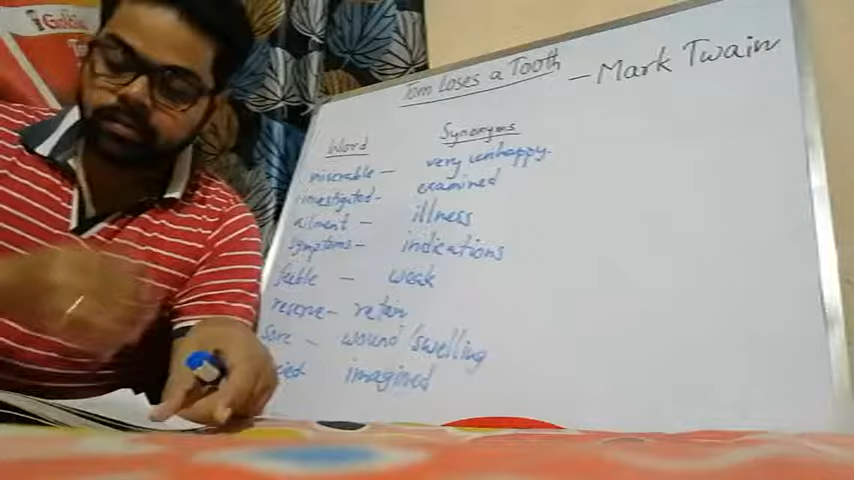 Tom Loses a Tooth — Mark Twain
Word Synonyms
miserable — very unhappy
investigated - examined
ailment — illness
symptoms — indications
feeble — weak
reserve - retain
Sore - wound / swelling
imagined